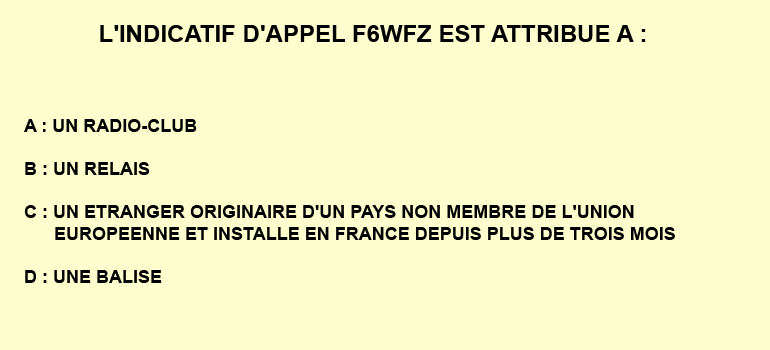 L'INDICATIF D'APPEL F6WFZ EST ATTRIBUE A :
A : UN RADIO-CLUB
B : UN RELAIS
C : UN ETRANGER ORIGINAIRE D'UN PAYS NON MEMBRE DE L'UNION
EUROPEENNE ET INSTALLE EN FRANCE DEPUIS PLUS DE TROIS MOIS
D : UNE BALISE